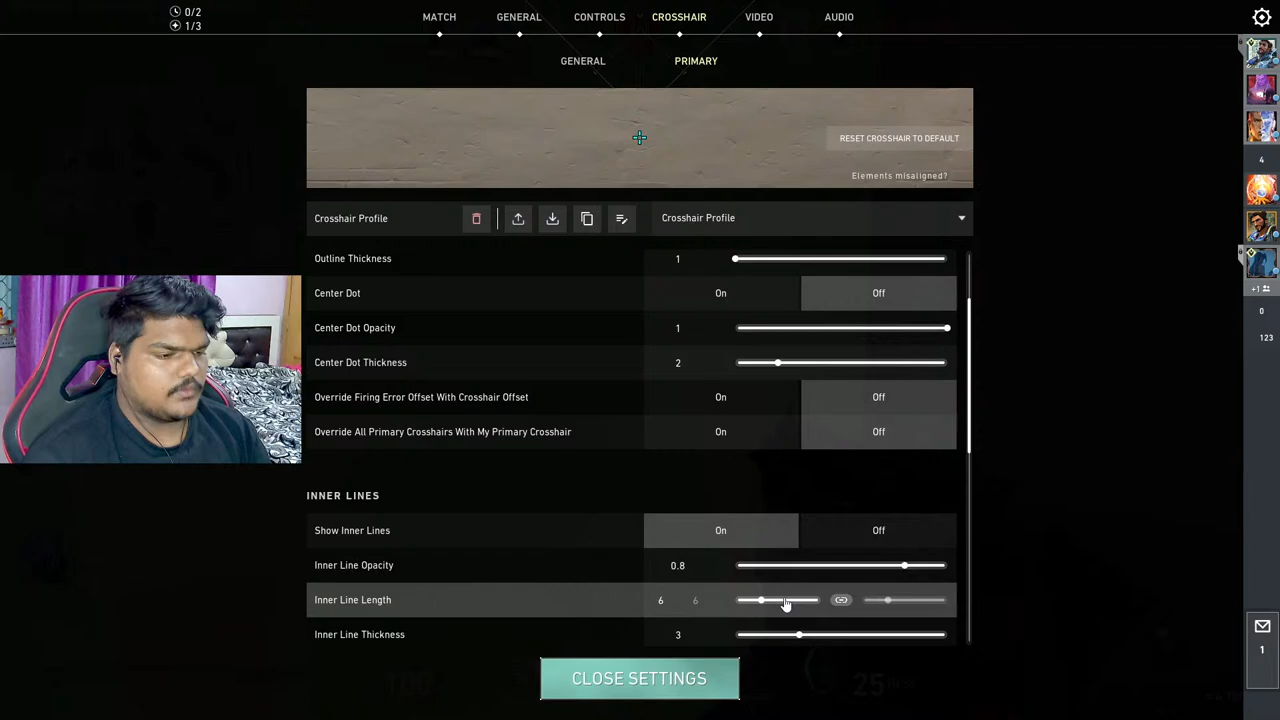 0/2
1/3
MATCH GENERAL CONTROLS CROSSHAIR VIDEO AUDIO
GENERAL PRIMARY
RESET CROSSHAIR TO DEFAULT
Elements misaligned?
Crosshair Profile Crosshair Profile
Outline Thickness 1
Center Dot On Off
Center Dot Opacity 1
Center Dot Thickness 2
Override Firing Error Offset With Crosshair Offset On Off
Override All Primary Crosshairs With My Primary Crosshair On Off
INNER LINES
Show Inner Lines On Off
Inner Line Opacity 0.8
Inner Line Length 6 6
Inner Line Thickness 3
CLOSE SETTINGS
100
25
4
+1
0
123
1